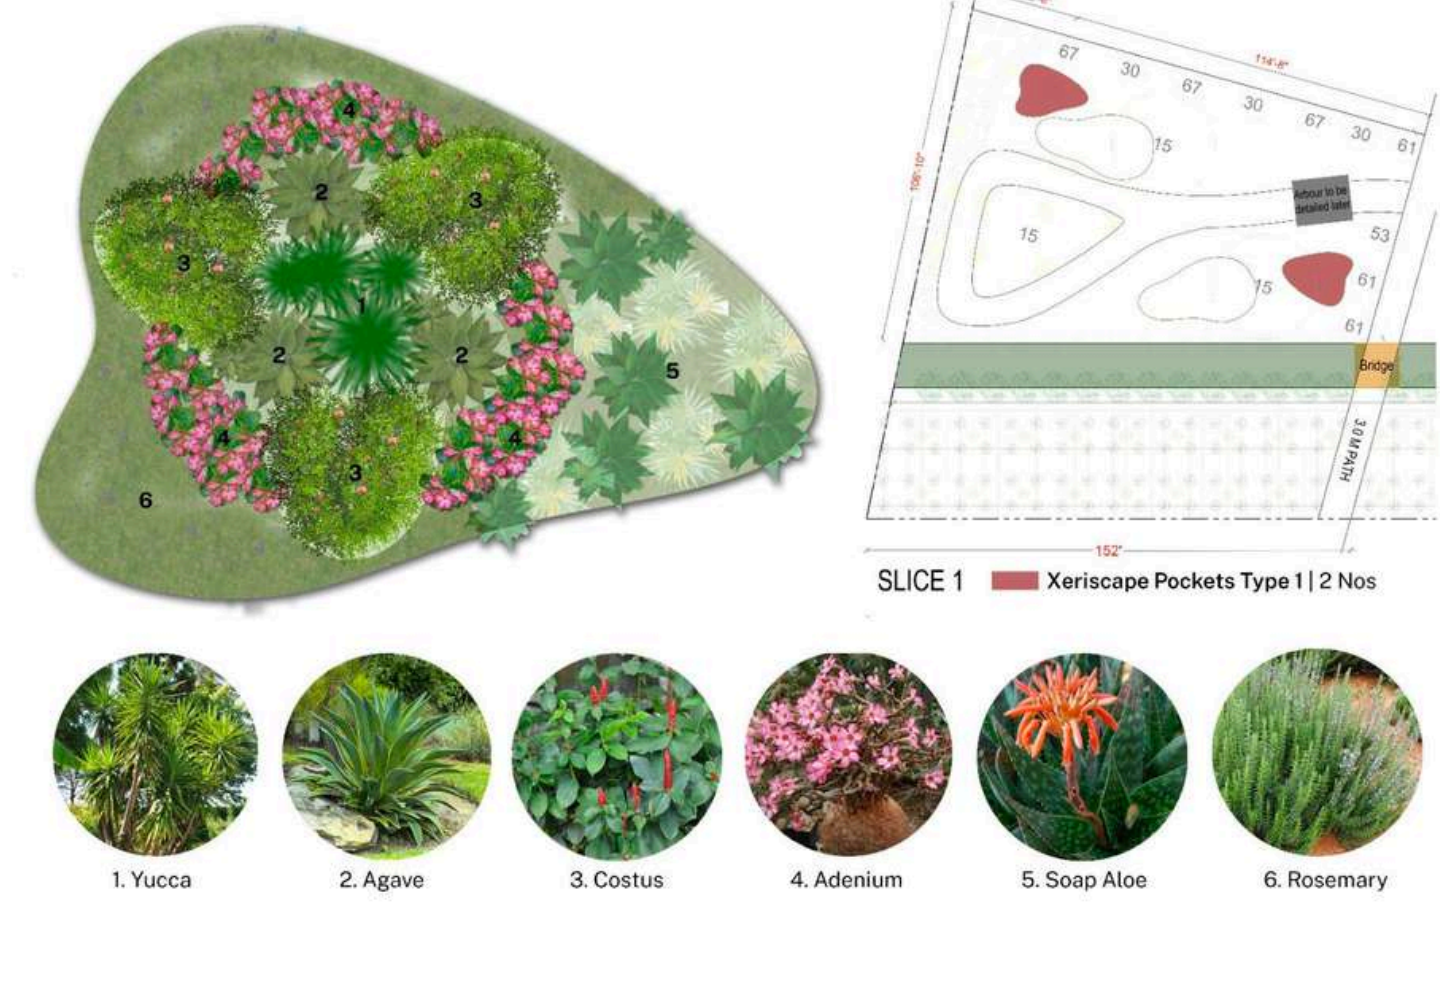 4
2
3
3
1
2
2
5
4
4
3
6
114'-8"
67
30
67
30
67
30
61
15
106'-10"
Arbour to be
detailed later
15
53
15
61
61
Bridge
3.0 M PATH
152'
SLICE 1
Xeriscape Pockets Type 1 | 2 Nos
1. Yucca
2. Agave
3. Costus
4. Adenium
5. Soap Aloe
6. Rosemary